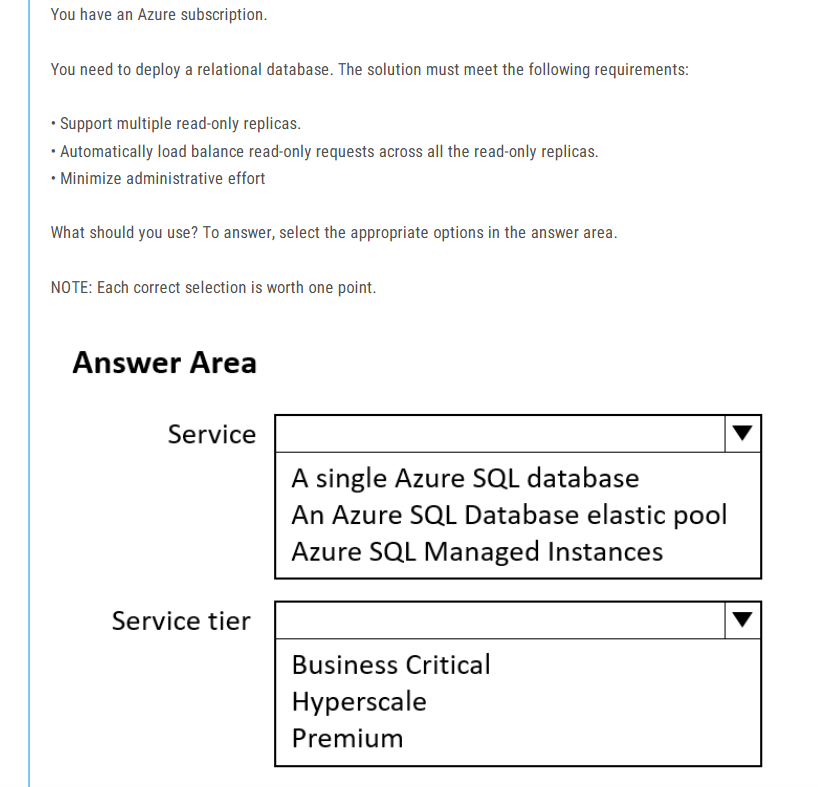 You have an Azure subscription.
You need to deploy a relational database. The solution must meet the following requirements:
• Support multiple read-only replicas.
• Automatically load balance read-only requests across all the read-only replicas.
• Minimize administrative effort
What should you use? To answer, select the appropriate options in the answer area.
NOTE: Each correct selection is worth one point.
Answer Area
Service
A single Azure SQL database
An Azure SQL Database elastic pool
Azure SQL Managed Instances
Service tier
Business Critical
Hyperscale
Premium